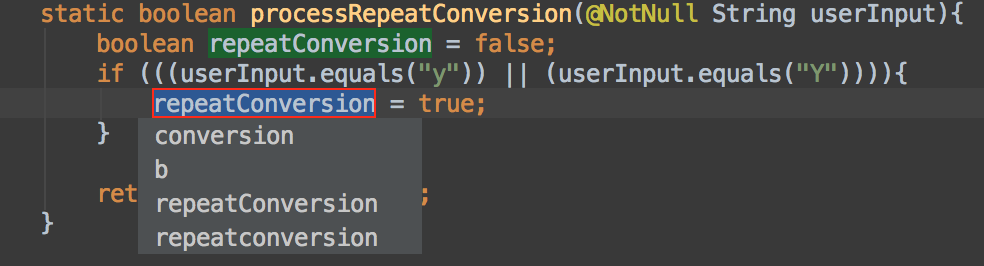 static boolean processRepeatConversion(@NotNull String userInput){
boolean repeatConversion = false;
if (((userInput.equals("y")) || (userInput.equals("Y")))){
repeatConversion = true;
}
conversion
b
repeatConversion
repeatconversion
ret ;
}